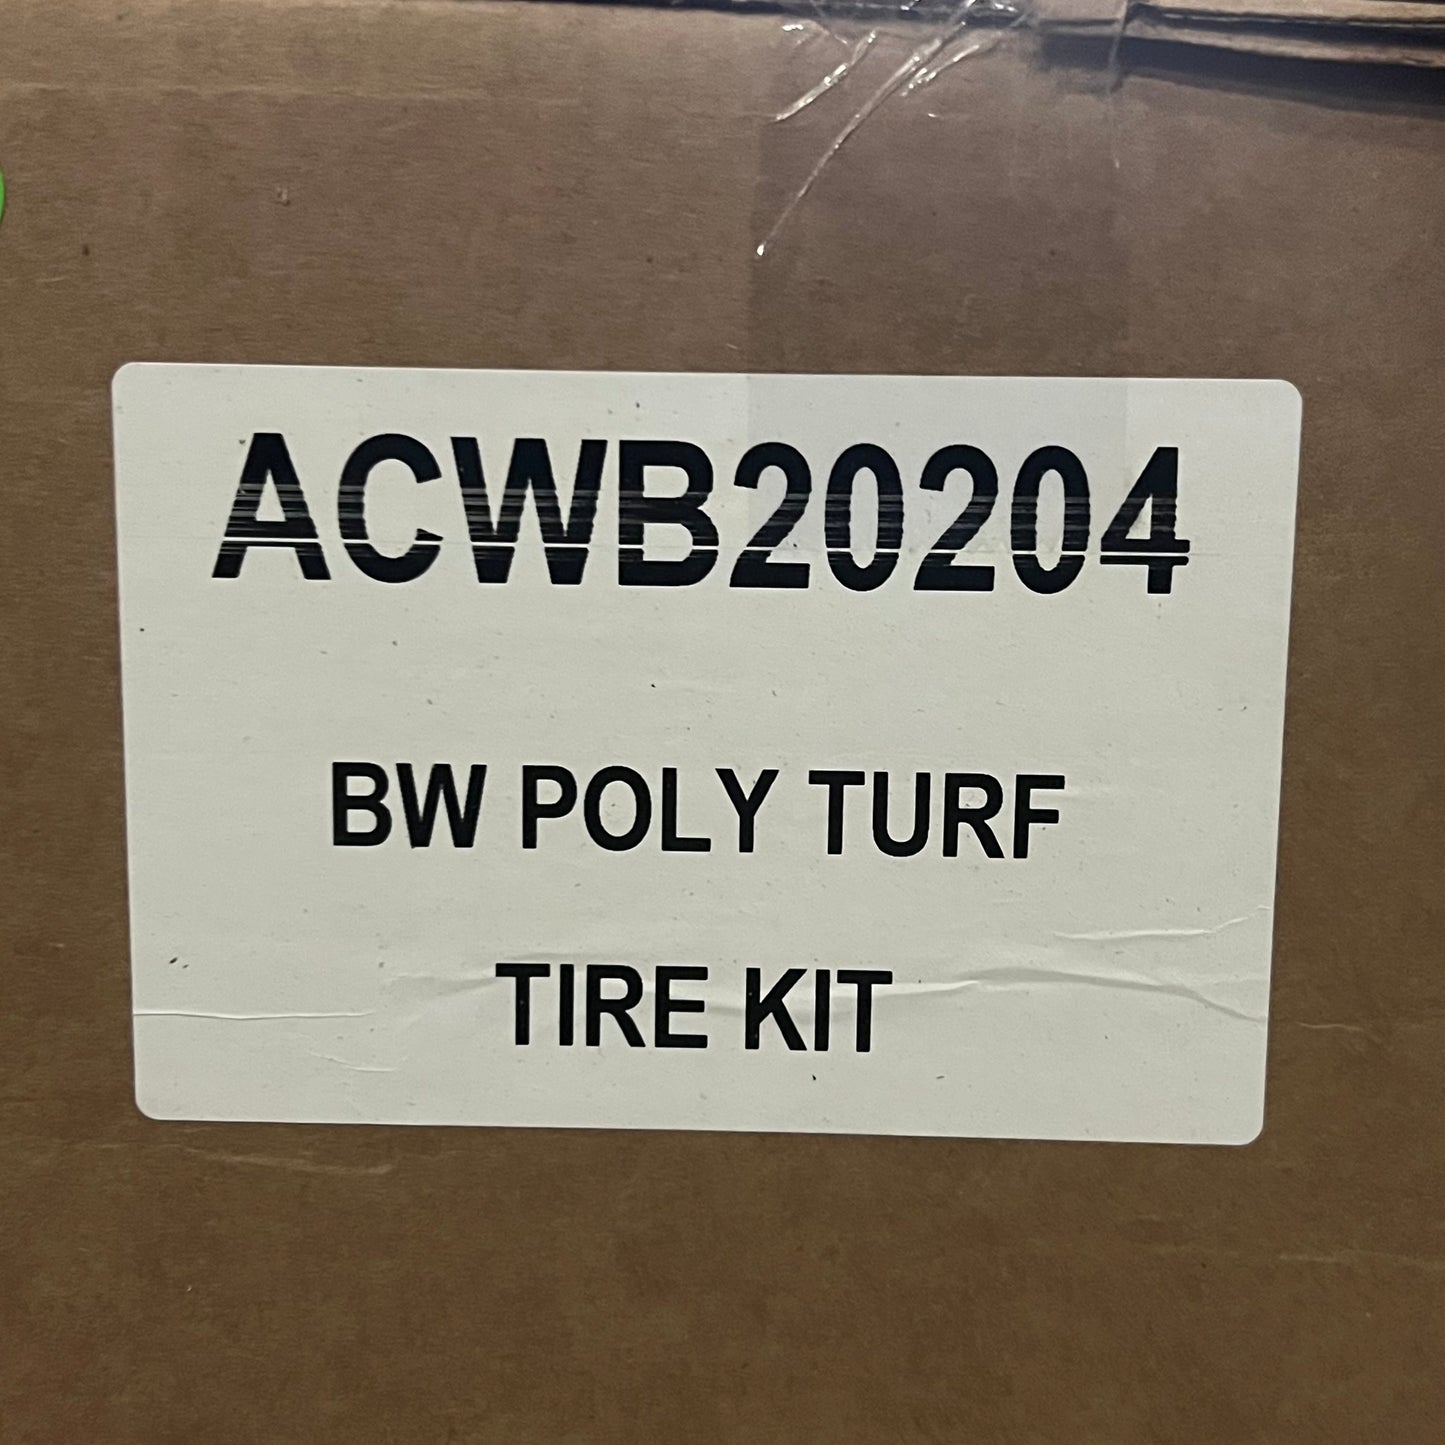 ACWB20204
BW POLY TURF
TIRE KIT